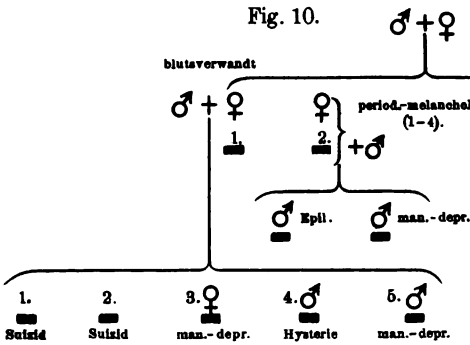 Fig. 10.
♂ + ♀
blutsverwandt
♂ + ♀ ♀ period.-melanchol
(1-4).
1. 2. +♂
♂ Epil. ♂ man.-depr.
1. 2. 3. ♀ 4. ♂ 5. ♂
Suizid Suizid man.-depr. Hysterie man.-depr.